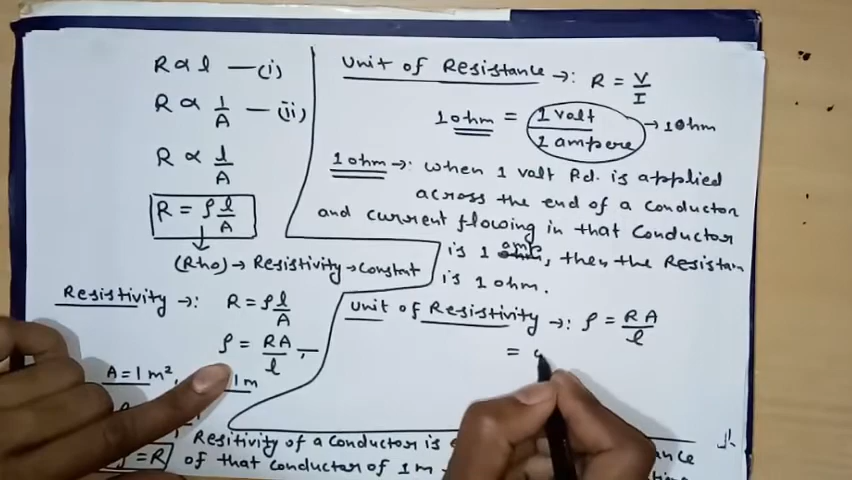 R ∝ l —(i)
R ∝ 1/A —(ii)
R ∝ l/A
R = ρ l/A
(Rho) → Resistivity → Constant
Resistivity →: R = ρ l/A
ρ = RA/l
A = 1 m², 1m
= R
Unit of Resistance →: R = V/I
1 ohm = 1 volt / 1 ampere → 1 ohm
1 ohm →: when 1 volt Pd. is applied
across the end of a conductor
and current flowing in that Conductor
is 1 amp, then the Resistan
is 1 ohm.
Unit of Resistivity →: ρ = RA/l
=
Resitivity of a Conductor is
of that conductor of 1 m